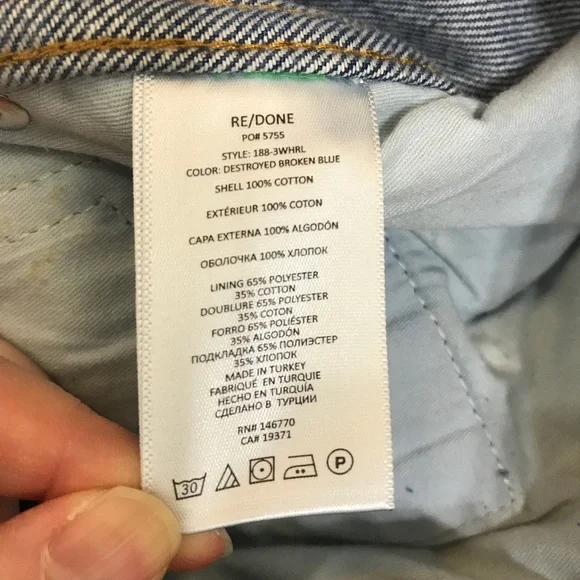 RE/DONE
PO# 5755
STYLE: 188-3WHRL
COLOR: DESTROYED BROKEN BLUE
SHELL 100% COTTON
EXTÉRIEUR 100% COTON
CAPA EXTERNA 100% ALGODÓN
ОБОЛОЧКА 100% ХЛОПОК
LINING 65% POLYESTER
35% COTTON
DOUBLURE 65% POLYESTER
35% COTON
FORRO 65% POLIÉSTER
35% ALGODÓN
ПОДКЛАДКА 65% ПОЛИЭСТЕР
35% ХЛОПОК
MADE IN TURKEY
FABRIQUÉ EN TURQUIE
HECHO EN TURQUÍA
СДЕЛАНО В ТУРЦИИ
RN# 146770
CA# 19371
30 P